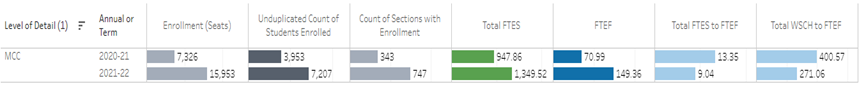 Level of Detail (1) Annual or Term Enrollment (Seats) Unduplicated Count of Students Enrolled Count of Sections with Enrollment Total FTES FTEF Total FTES to FTEF Total WSCH to FTEF
MCC 2020-21 7,326 3,953 343 947.86 70.99 13.35 400.57
2021-22 15,953 7,207 747 1,349.52 149.36 9.04 271.06